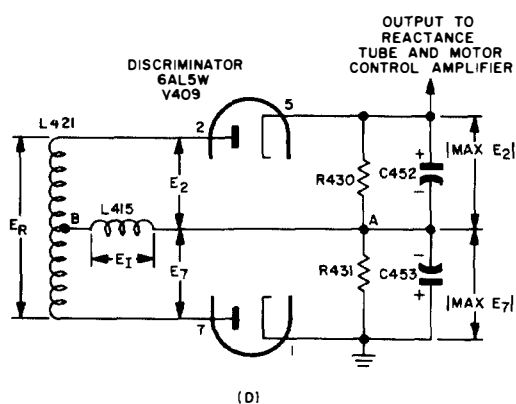 OUTPUT TO
REACTANCE
TUBE AND MOTOR
CONTROL AMPLIFIER
DISCRIMINATOR
6AL5W
V409
L421
2
5
E2
R430
+
C452
-
|MAX E2|
ER
B
L415
EI
A
E7
R431
-
C453
+
|MAX E7|
7
1
(D)